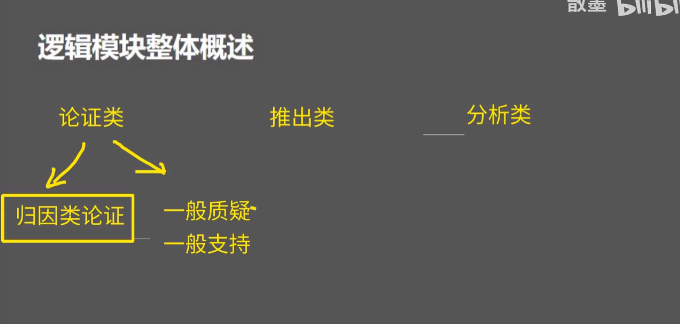 散墨 bilibili
逻辑模块整体概述
论证类 推出类 分析类
归因类论证 一般质疑
一般支持